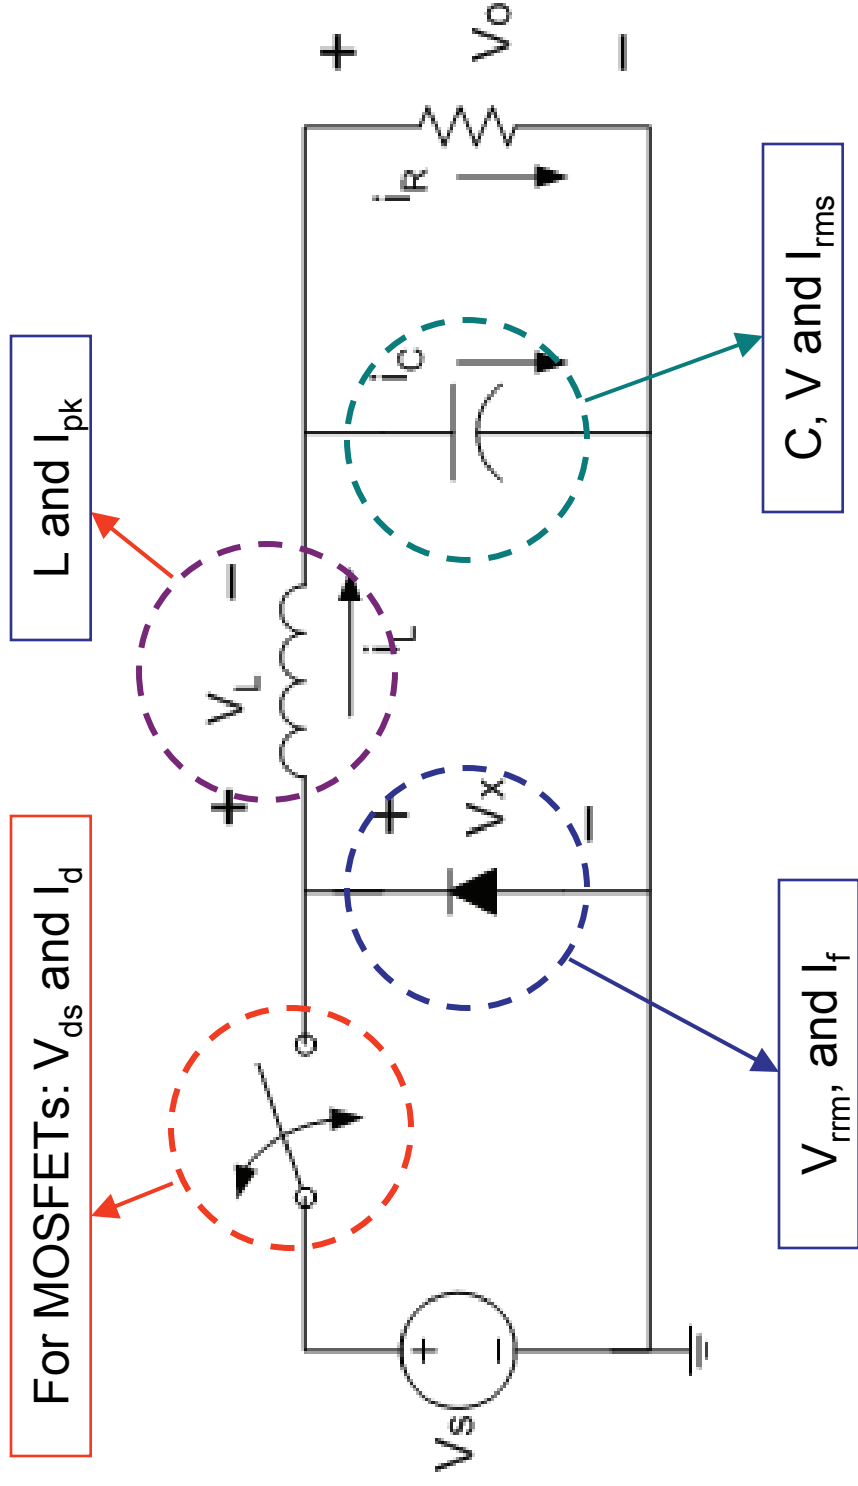 For MOSFETs: Vds and Id
L and Ipk
+ VL −
iL
+
Vx
−
iC
iR
+
Vo
−
Vs
+
−
Vrrm, and If
C, V and Irms